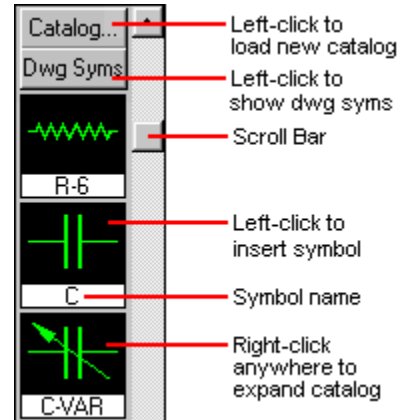 Catalog...
Dwg Syms
R-6
C
C-VAR
Left-click to
load new catalog
Left-click to
show dwg syms
Scroll Bar
Left-click to
insert symbol
Symbol name
Right-click
anywhere to
expand catalog